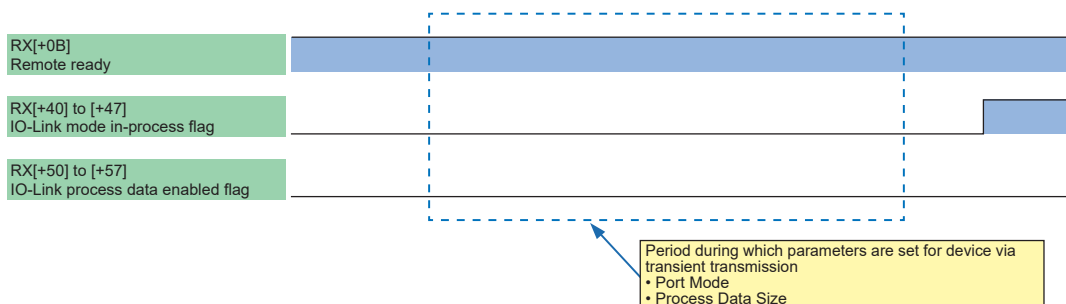 RX[+0B]
Remote ready
RX[+40] to [+47]
IO-Link mode in-process flag
RX[+50] to [+57]
IO-Link process data enabled flag
Period during which parameters are set for device via
transient transmission
• Port Mode
• Process Data Size